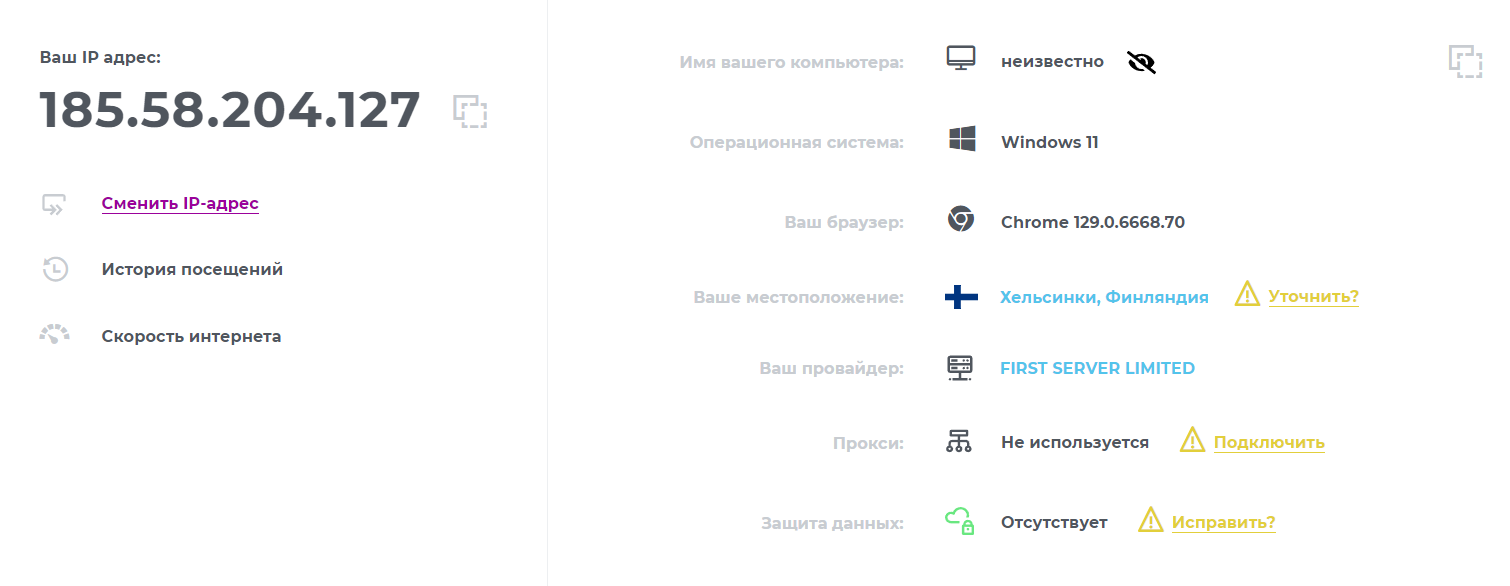 Ваш IP адрес:
185.58.204.127
Сменить IP-адрес
История посещений
Скорость интернета
Имя вашего компьютера: неизвестно
Операционная система: Windows 11
Ваш браузер: Chrome 129.0.6668.70
Ваше местоположение: Хельсинки, Финляндия Уточнить?
Ваш провайдер: FIRST SERVER LIMITED
Прокси: Не используется Подключить
Защита данных: Отсутствует Исправить?